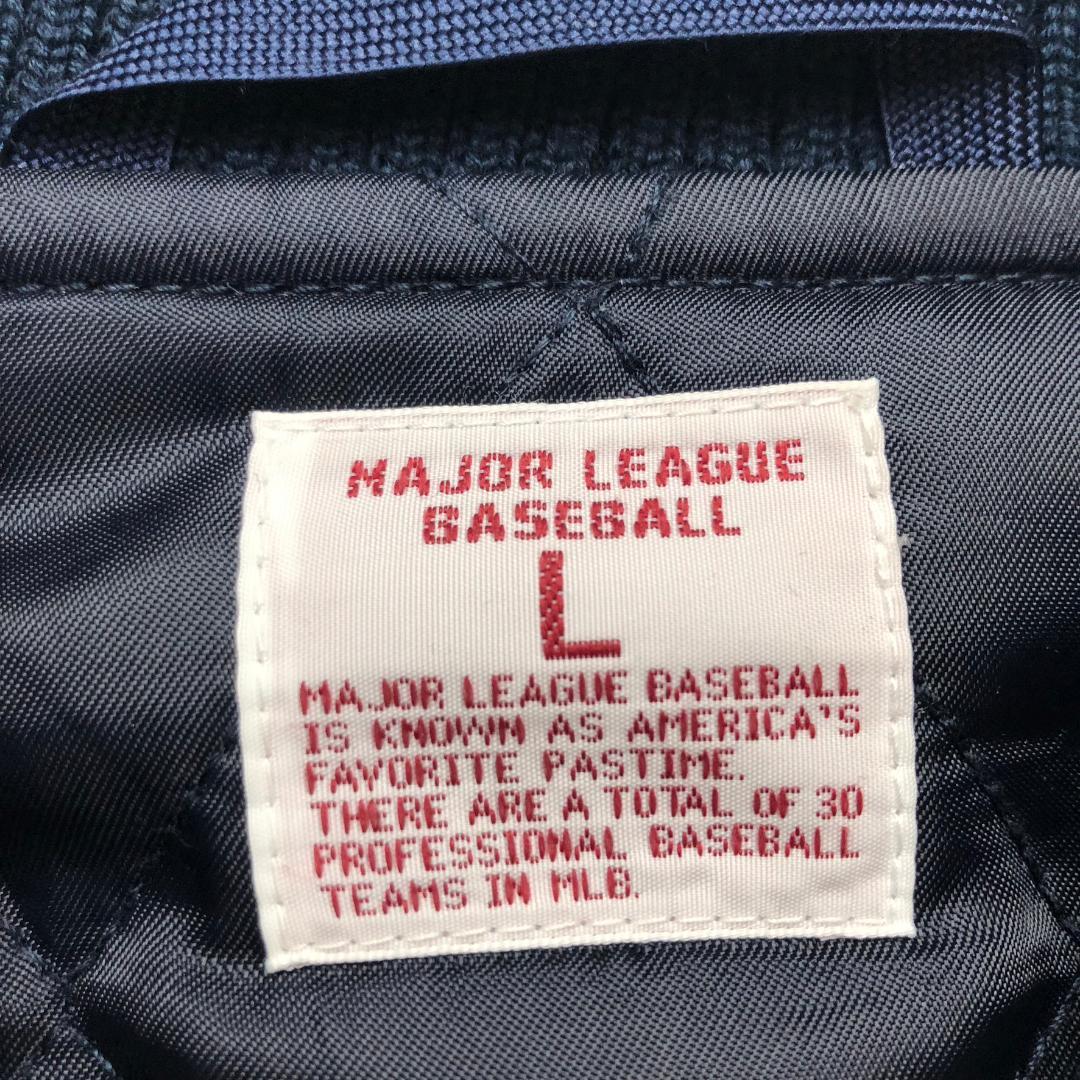 MAJOR LEAGUE
BASEBALL
L
MAJOR LEAGUE BASEBALL
IS KNOWN AS AMERICA'S
FAVORITE PASTIME.
THERE ARE A TOTAL OF 30
PROFESSIONAL BASEBALL
TEAMS IN MLB.